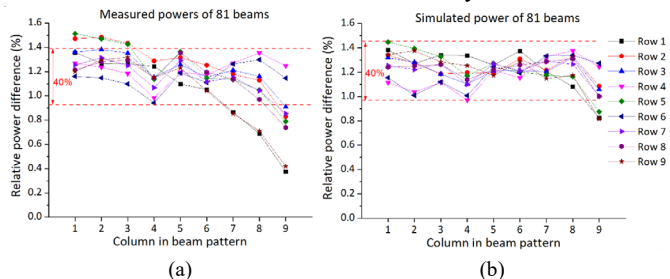 Measured powers of 81 beams
Relative power difference (%)
1.6
1.4
1.2
1.0
0.8
0.6
0.4
0.2
0.0
40%
1 2 3 4 5 6 7 8 9
Column in beam pattern
(a)
Simulated power of 81 beams
Relative power difference (%)
1.6
1.4
1.2
1.0
0.8
0.6
0.4
0.2
0.0
40%
1 2 3 4 5 6 7 8 9
Column in beam pattern
(b)
Row 1
Row 2
Row 3
Row 4
Row 5
Row 6
Row 7
Row 8
Row 9